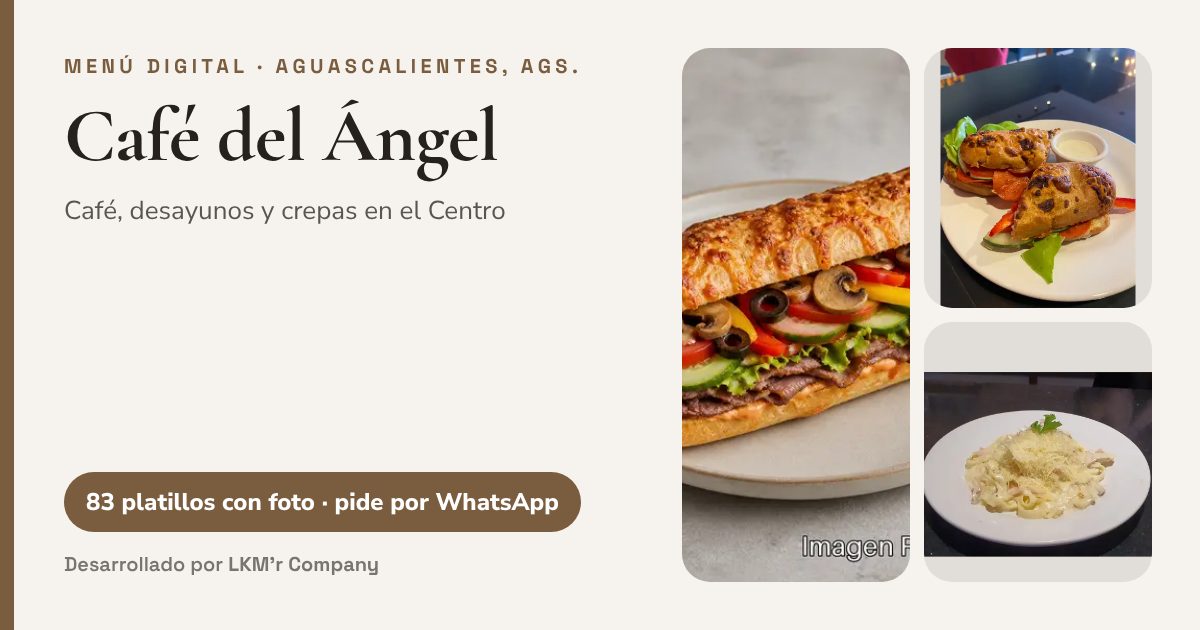 MENÚ DIGITAL · AGUASCALIENTES, AGS.
Café del Ángel
Café, desayunos y crepas en el Centro
83 platillos con foto · pide por WhatsApp
Desarrollado por LKM’r Company
Imagen